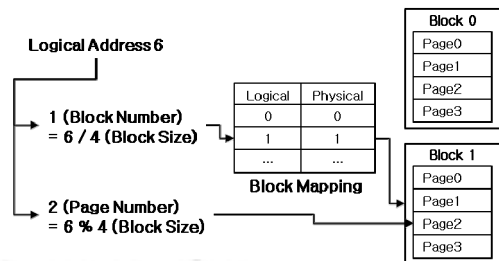 Logical Address 6
1 (Block Number)
= 6 / 4 (Block Size)
2 (Page Number)
= 6 % 4 (Block Size)
Logical Physical
0 0
1 1
... ...
Block Mapping
Block 0
Page0
Page1
Page2
Page3
Block 1
Page0
Page1
Page2
Page3